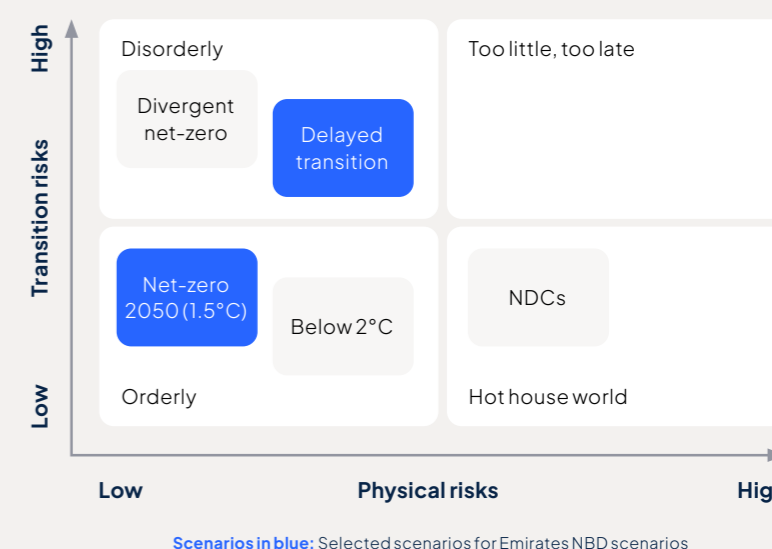 High
Transition risks
Low
Disorderly
Divergent
net-zero
Delayed
transition
Too little, too late
Net-zero
2050 (1.5°C)
Below 2°C
Orderly
NDCs
Hot house world
Low
Physical risks
Hig
Scenarios in blue: Selected scenarios for Emirates NBD scenarios